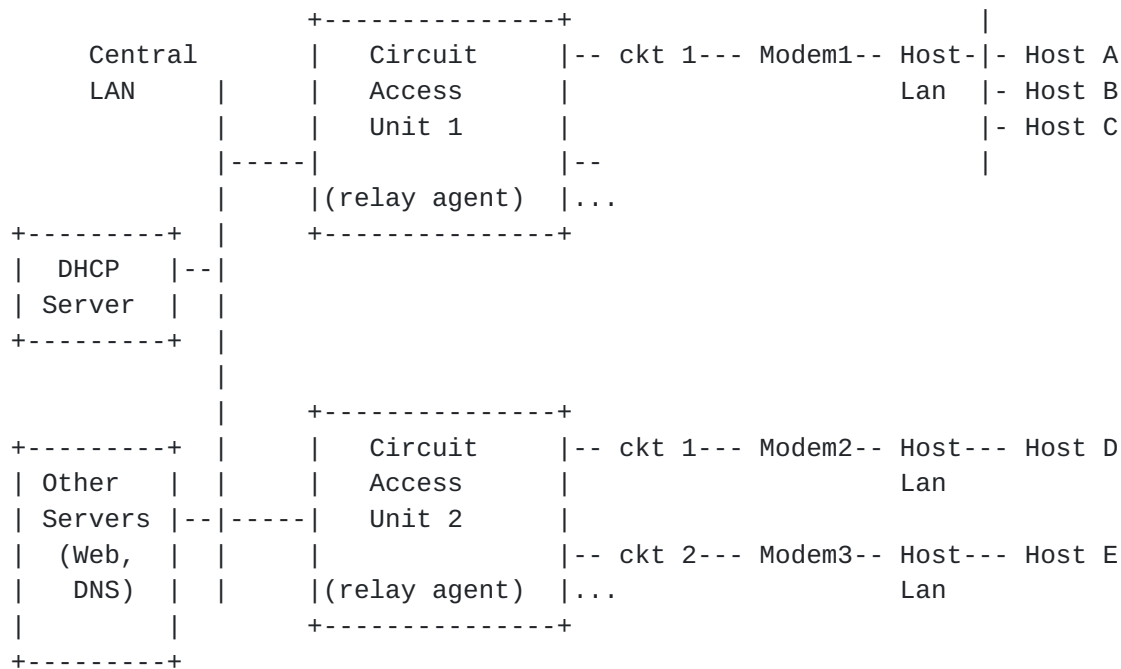 +---------------+                           |
 Central       |   Circuit     |-- ckt 1--- Modem1-- Host-|- Host A
 LAN     |     |   Access      |                     Lan  |- Host B
         |     |   Unit 1      |                          |- Host C
         |-----|               |--                        |
         |     |(relay agent)  |...
+---------+  |     +---------------+
|  DHCP   |--|
| Server  |  |
+---------+  |
             |
             |     +---------------+
+---------+  |     |   Circuit     |-- ckt 1--- Modem2-- Host--- Host D
| Other   |  |     |   Access      |                     Lan
| Servers |--|-----|   Unit 2      |
|  (Web,  |  |     |               |-- ckt 2--- Modem3-- Host--- Host E
|   DNS)  |  |     |(relay agent)  |...                  Lan
|         |        +---------------+
+---------+